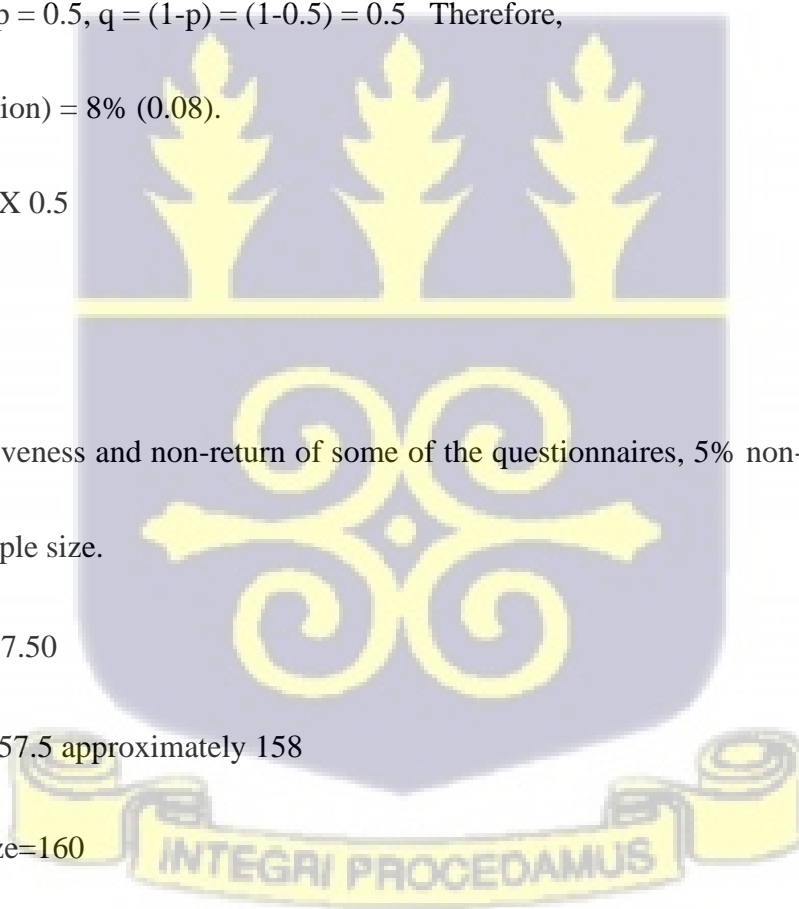 p = 0.5, q = (1-p) = (1-0.5) = 0.5 Therefore,
ion) = 8% (0.08).
X 0.5
veness and non-return of some of the questionnaires, 5% non-
ple size.
7.50
57.5 approximately 158
ze=160
INTEGRI PROCEDAMUS